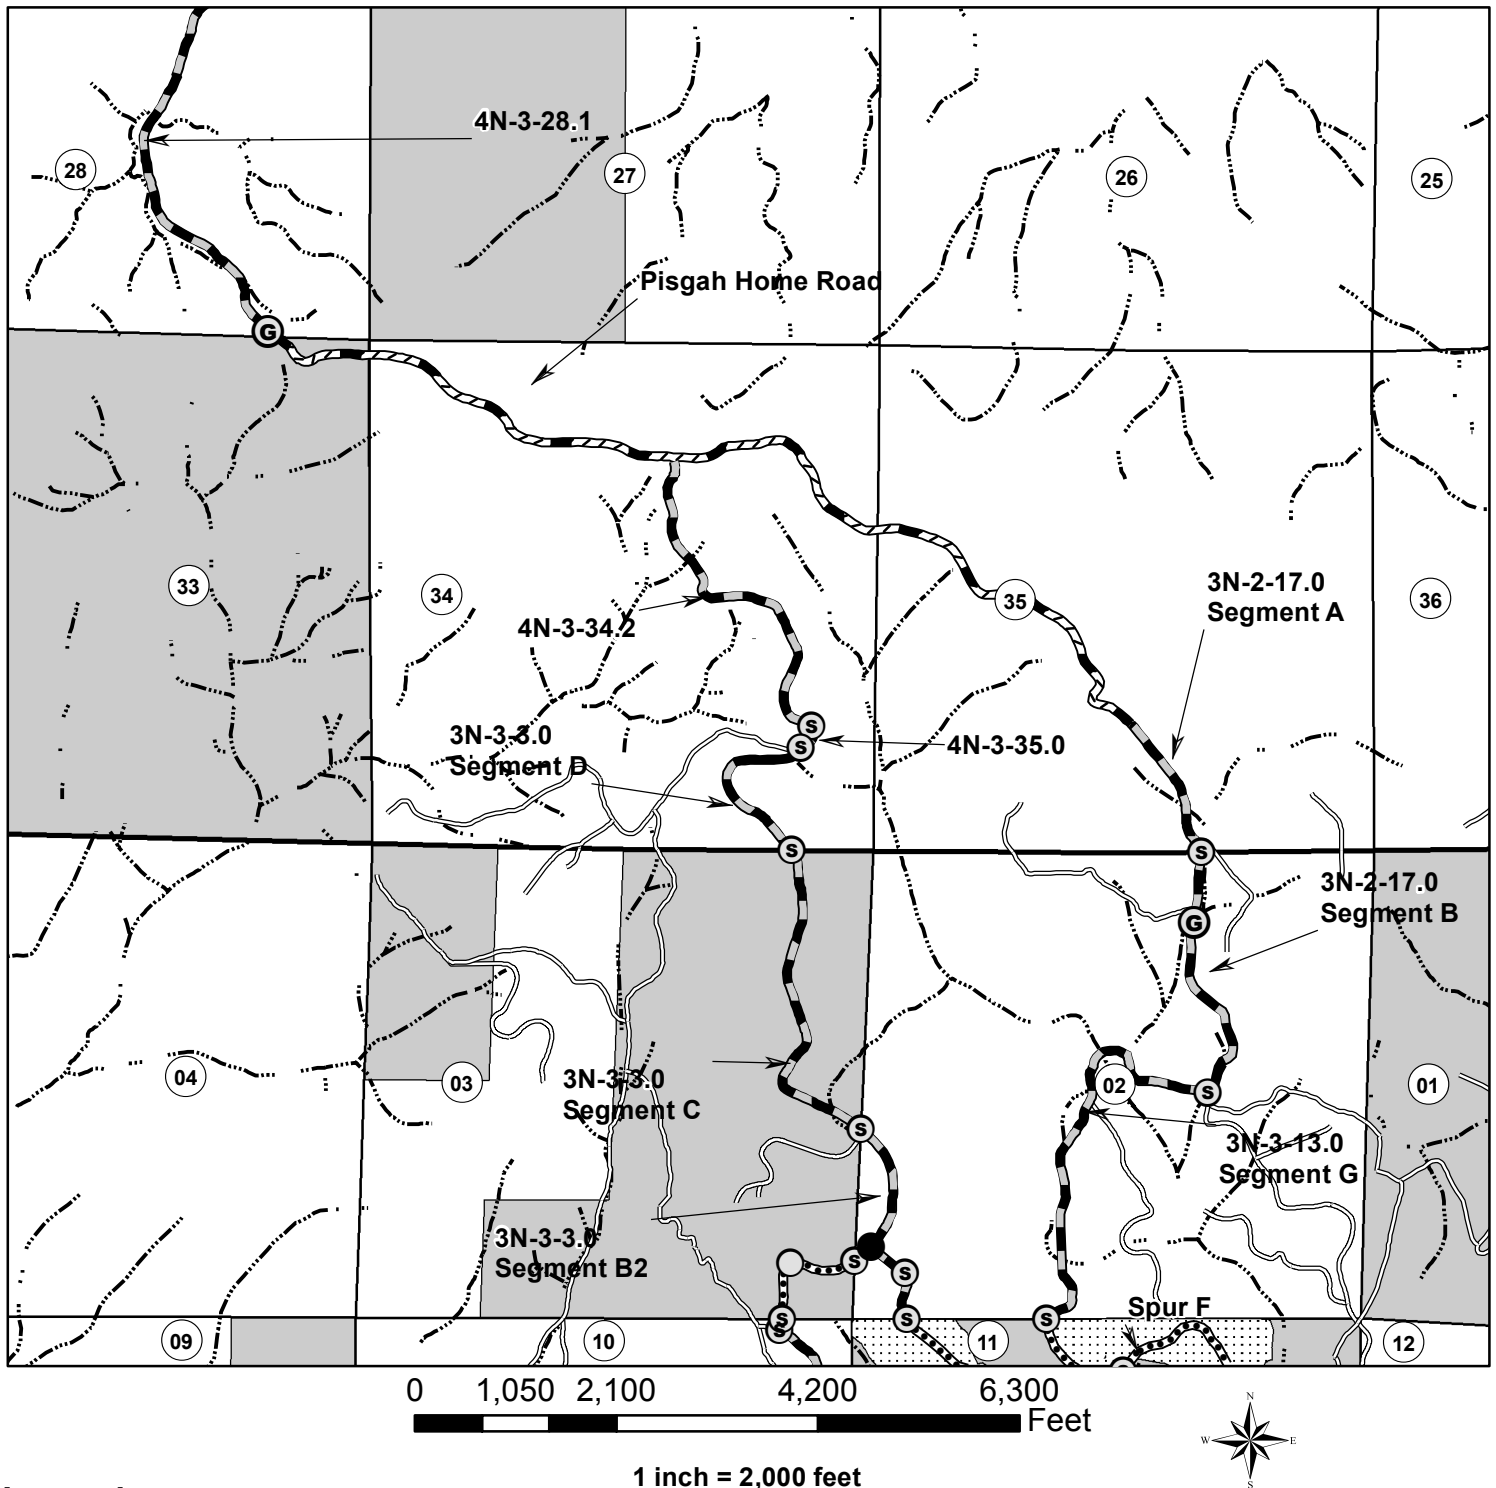 4N-3-28.1
28
27
26
25
Pisgah Home Road
G
33
34
35
36
3N-2-17.0
Segment A
4N-3-34.2
S
S
3N-3-3.0
Segment D
4N-3-35.0
S
S
3N-2-17.0
Segment B
G
04
03
02
01
S
3N-3-3.0
Segment C
S
3N-3-13.0
Segment G
3N-3-3.0
Segment B2
S
S
Spur F
S
S
S
S
09
10
11
12
0 1,050 2,100 4,200 6,300
Feet
N
W E
S
1 inch = 2,000 feet